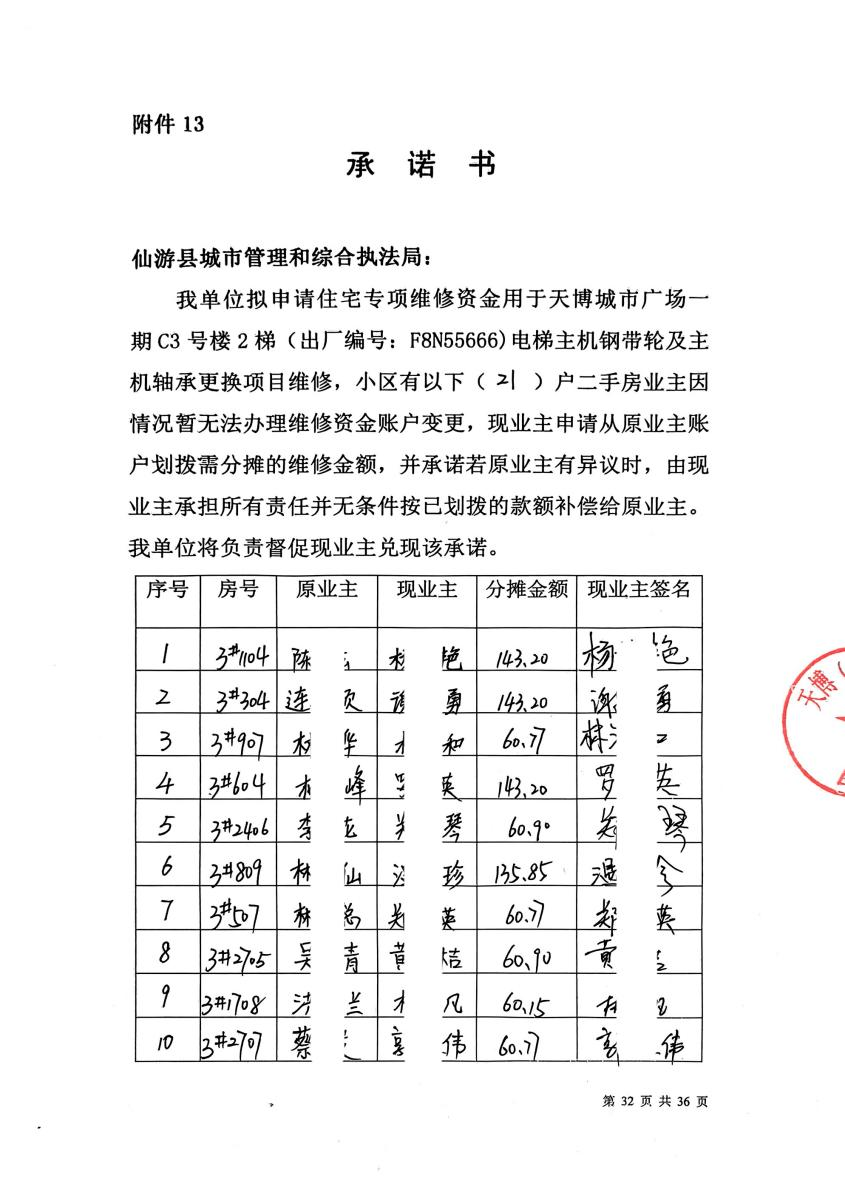 附件 13
承 诺 书
仙游县城市管理和综合执法局：
我单位拟申请住宅专项维修资金用于天博城市广场一
期 C3 号楼 2 梯（出厂编号：F8N55666)电梯主机钢带轮及主
机轴承更换项目维修，小区有以下（ 21 ）户二手房业主因
情况暂无法办理维修资金账户变更，现业主申请从原业主账
户划拨需分摊的维修金额，并承诺若原业主有异议时，由现
业主承担所有责任并无条件按已划拨的款额补偿给原业主。
我单位将负责督促现业主兑现该承诺。
序号 房号 原业主 现业主 分摊金额 现业主签名
1 3#1104 陈 艳 143.20 杨 艳
2 3#304 连 勇 143.20 谢 勇
3 3#907 华 和 60.77 林
4 3#604 峰 英 143.20 罗 英
5 3#2406 李 琴 60.90 吴 琴
6 3#809 林 仙 珍 135.85 温
7 3#507 林 总 英 60.77 郑 英
8 3#2705 吴 青 黄 洁 60.90 黄
9 3#1708 洪 兰 凡 60.15
10 3#2707 蔡 伟 60.77 伟
天博
第 32 页 共 36 页